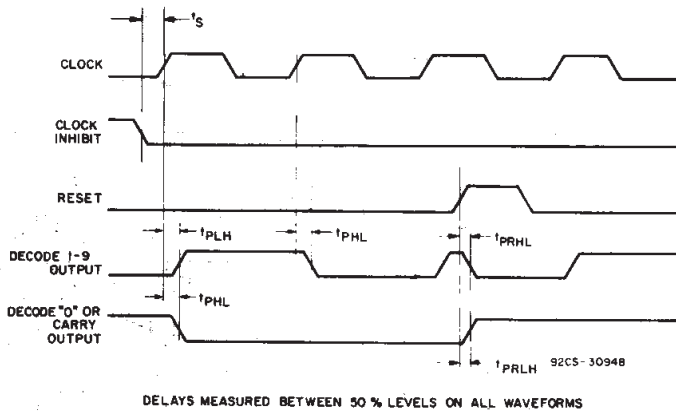 tS
CLOCK
CLOCK
INHIBIT
RESET
tPLH
tPHL
tPRHL
DECODE 1-9
OUTPUT
tPHL
DECODE "0" OR
CARRY
OUTPUT
tPRLH
92CS-30948
DELAYS MEASURED BETWEEN 50 % LEVELS ON ALL WAVEFORMS